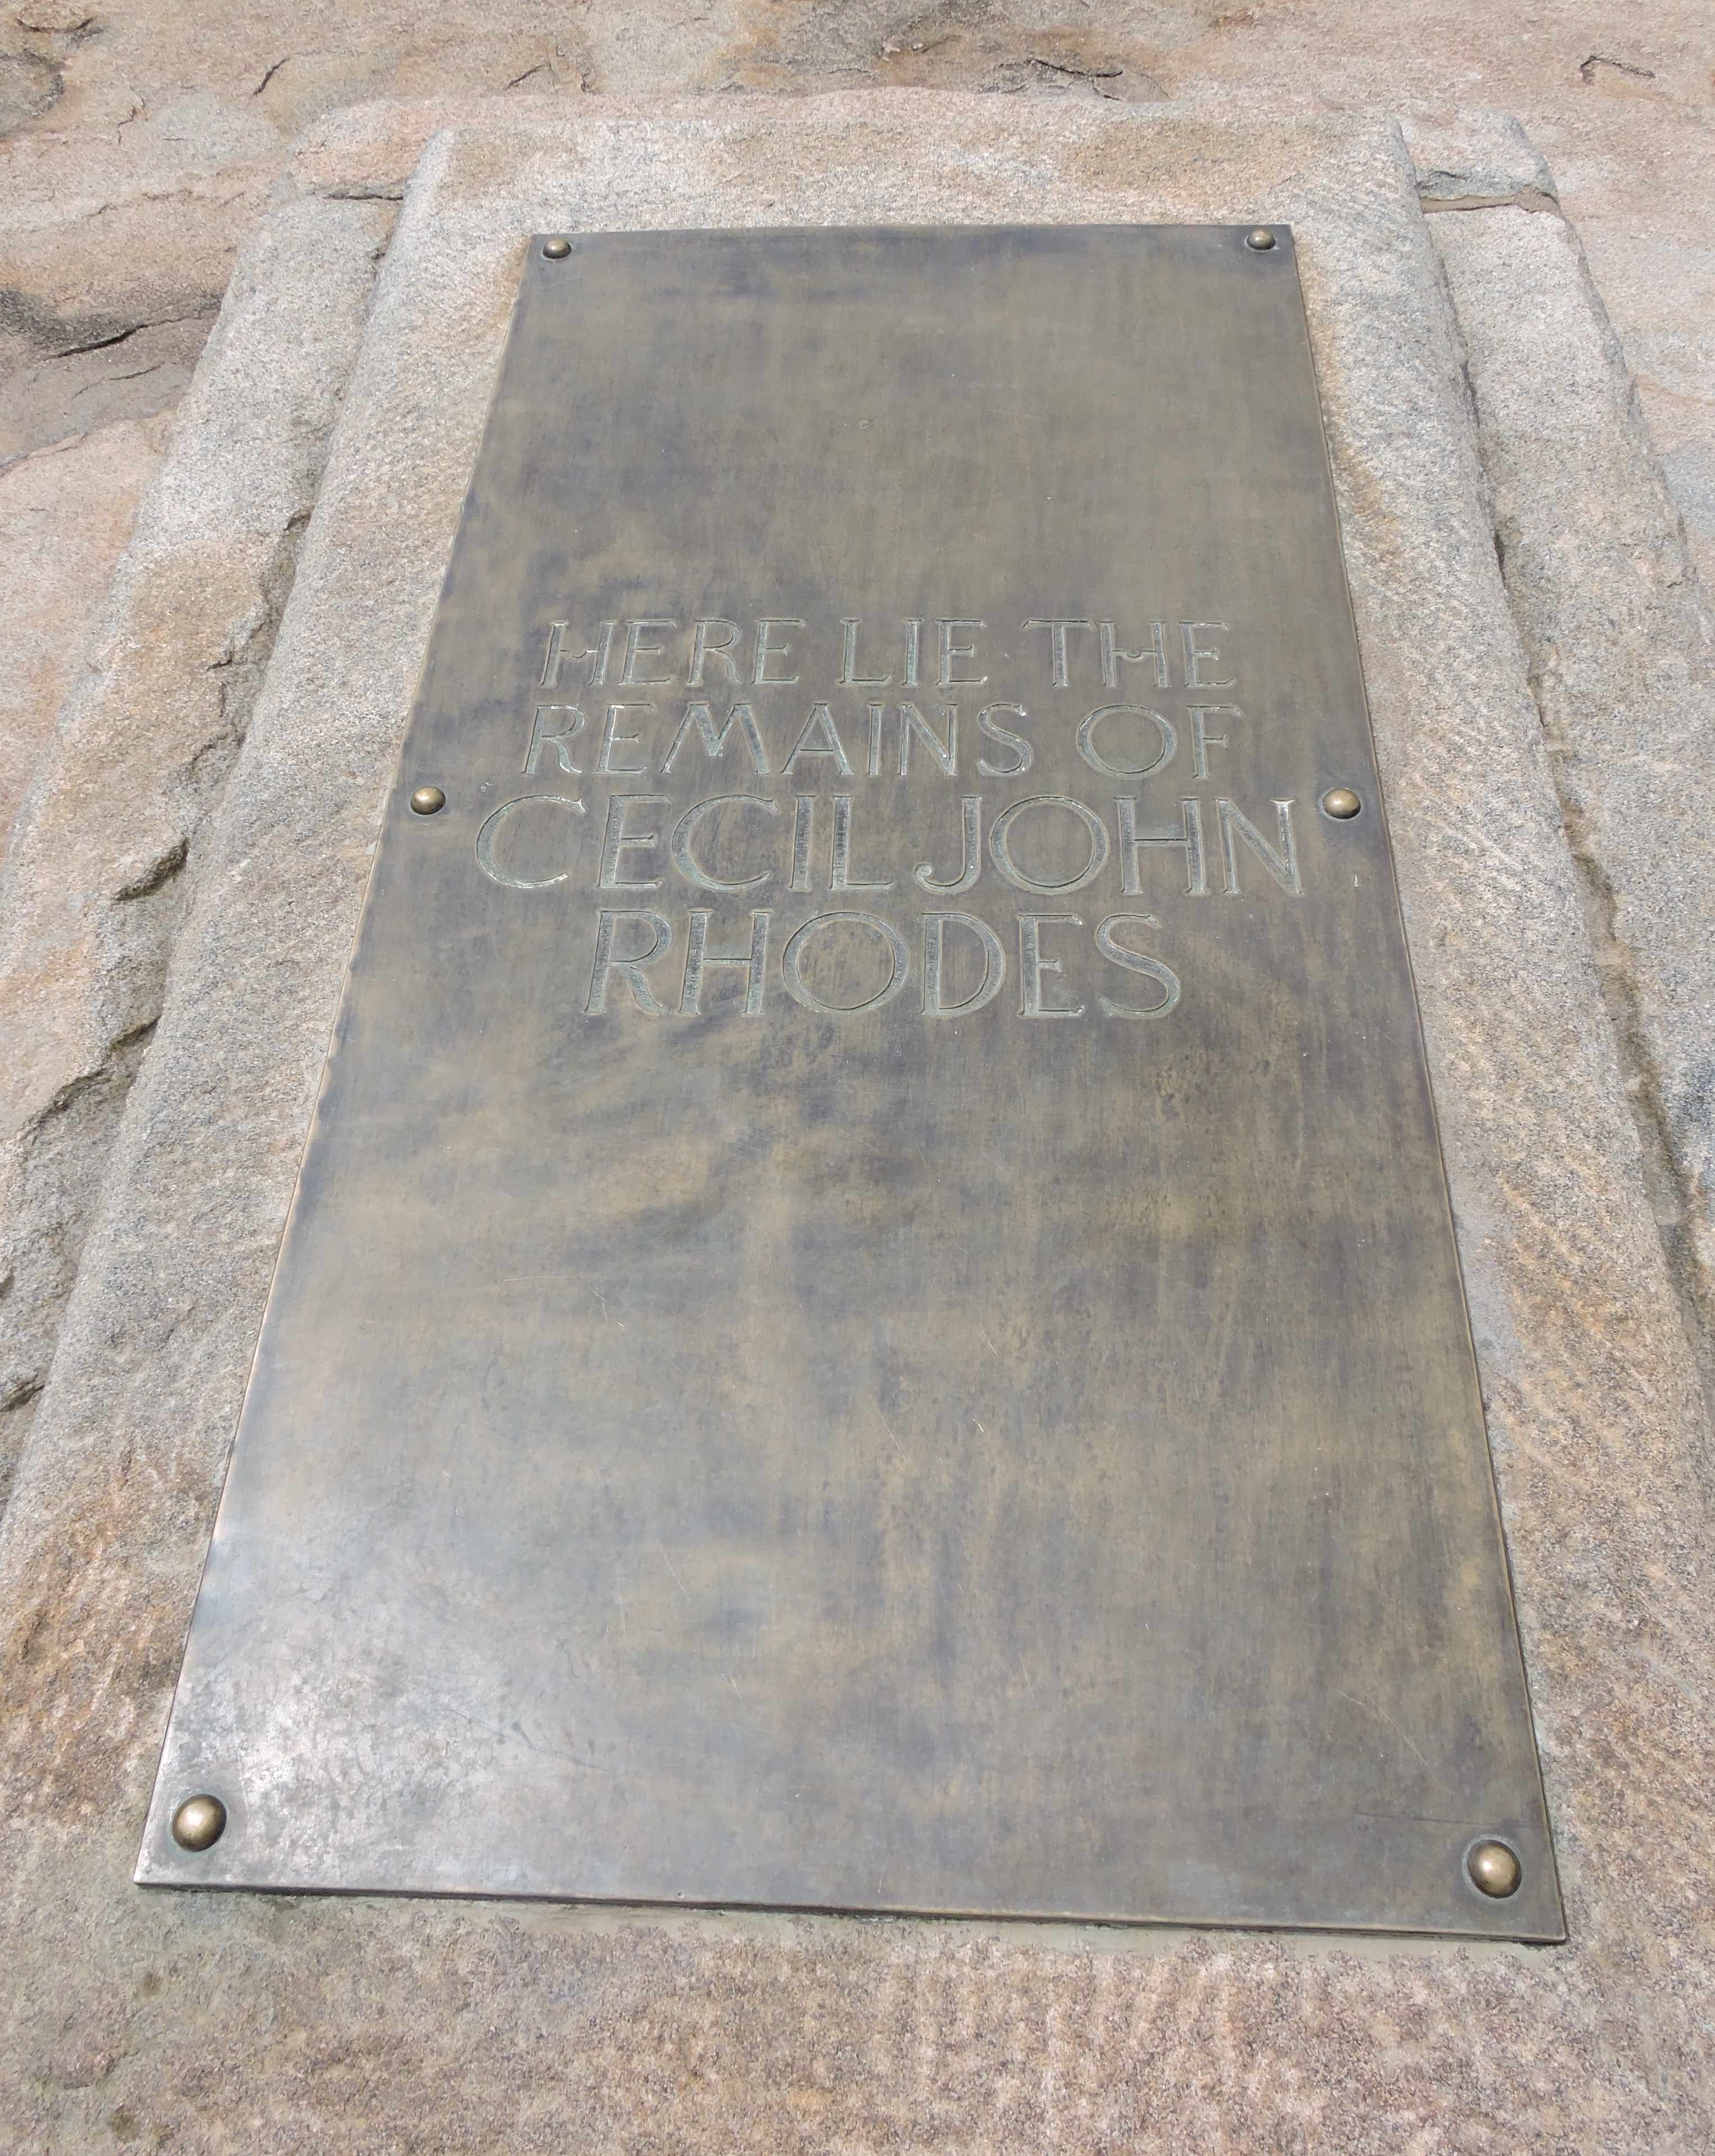 HERE LIE THE
REMAINS OF
CECIL JOHN
RHODES